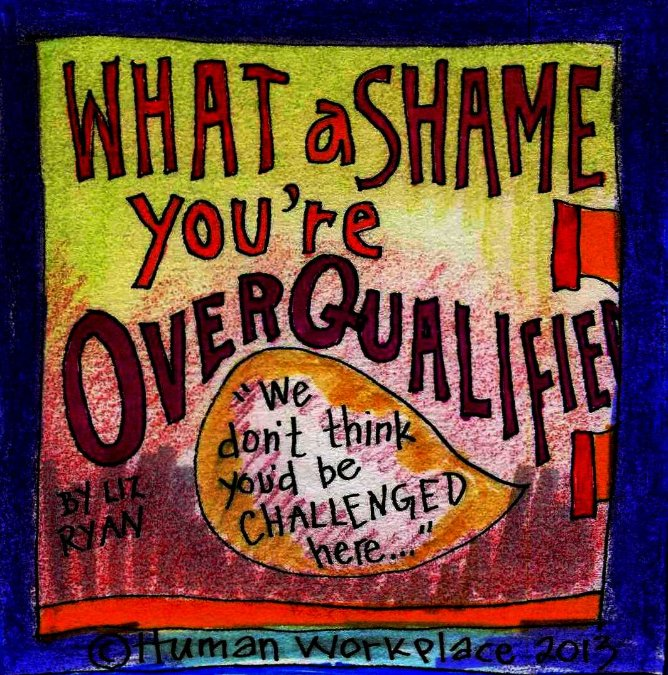 WHAT a SHAME
you're
OVERQUALIFIED
"We
don't think
you'd be
CHALLENGED
here..."
BY LIZ
RYAN
© Human Workplace 2013